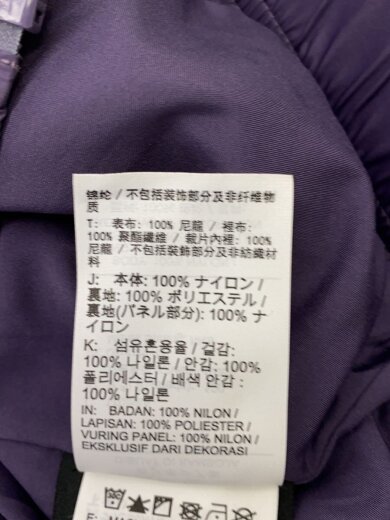 锦纶 / 不包括装饰部分及非纤维物
质
T: 表布: 100% 尼龍 / 裡布:
100% 聚酯纖維 / 裁片內裡: 100%
尼龍 / 不包括裝飾部分及非紡織材
料
J: 本体: 100% ナイロン /
裏地: 100% ポリエステル /
裏地(パネル部分): 100% ナ
イロン
K: 섬유혼용율 / 겉감:
100% 나일론 / 안감: 100%
폴리에스터 / 배색 안감 :
100% 나일론
IN: BADAN: 100% NILON /
LAPISAN: 100% POLIESTER /
VURING PANEL: 100% NILON /
EKSKLUSIF DARI DEKORASI